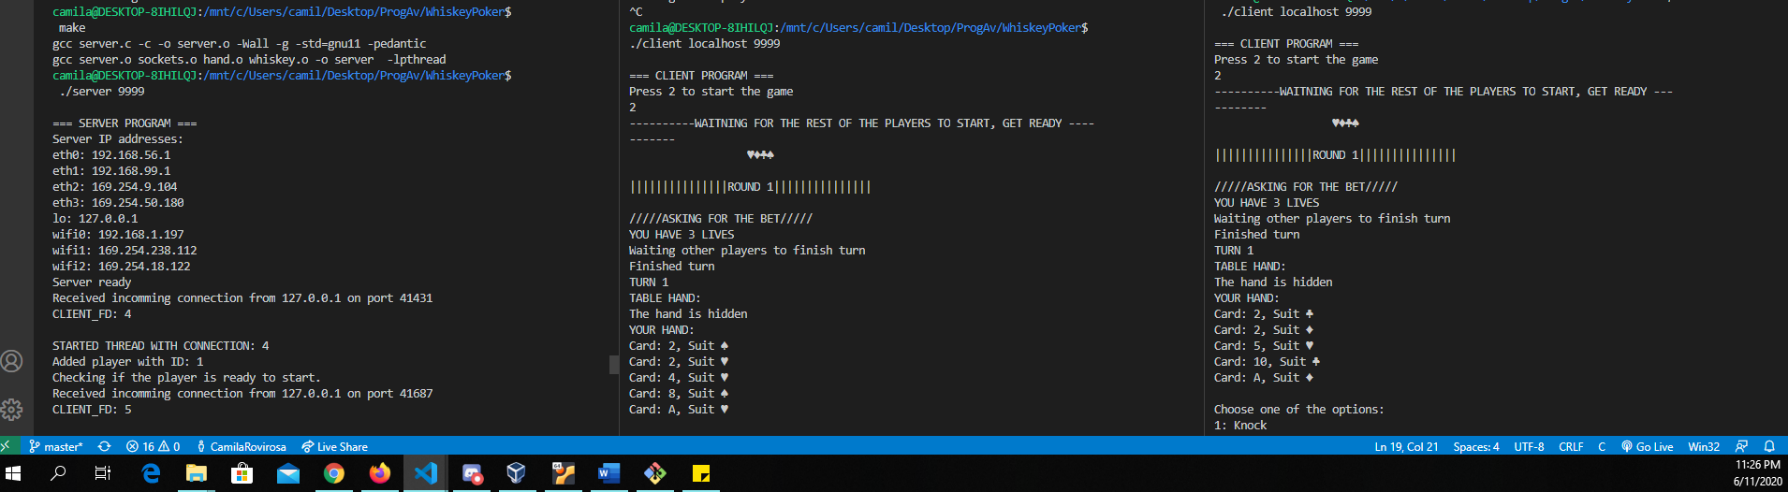 camila@DESKTOP-8IHILQJ:/mnt/c/Users/camil/Desktop/ProgAv/WhiskeyPoker$
make
gcc server.c -c -o server.o -Wall -g -std=gnu11 -pedantic
gcc server.o sockets.o hand.o whiskey.o -o server -lpthread
camila@DESKTOP-8IHILQJ:/mnt/c/Users/camil/Desktop/ProgAv/WhiskeyPoker$
./server 9999
=== SERVER PROGRAM ===
Server IP addresses:
eth0: 192.168.56.1
eth1: 192.168.99.1
eth2: 169.254.9.104
eth3: 169.254.50.180
lo: 127.0.0.1
wifi0: 192.168.1.197
wifi1: 169.254.238.112
wifi2: 169.254.18.122
Server ready
Received incomming connection from 127.0.0.1 on port 41431
CLIENT_FD: 4
STARTED THREAD WITH CONNECTION: 4
Added player with ID: 1
Checking if the player is ready to start.
Received incomming connection from 127.0.0.1 on port 41687
CLIENT_FD: 5
^C
camila@DESKTOP-8IHILQJ:/mnt/c/Users/camil/Desktop/ProgAv/WhiskeyPoker$
./client localhost 9999
=== CLIENT PROGRAM ===
Press 2 to start the game
2
----------WAITNING FOR THE REST OF THE PLAYERS TO START, GET READY ----
-------
♥♦♣♠
|||||||||||||||ROUND 1|||||||||||||||
/////ASKING FOR THE BET/////
YOU HAVE 3 LIVES
Waiting other players to finish turn
Finished turn
TURN 1
TABLE HAND:
The hand is hidden
YOUR HAND:
Card: 2, Suit ♠
Card: 2, Suit ♥
Card: 4, Suit ♥
Card: 8, Suit ♠
Card: A, Suit ♥
./client localhost 9999
=== CLIENT PROGRAM ===
Press 2 to start the game
2
----------WAITNING FOR THE REST OF THE PLAYERS TO START, GET READY ---
--------
♥♦♣♠
|||||||||||||||ROUND 1|||||||||||||||
/////ASKING FOR THE BET/////
YOU HAVE 3 LIVES
Waiting other players to finish turn
Finished turn
TURN 1
TABLE HAND:
The hand is hidden
YOUR HAND:
Card: 2, Suit ♣
Card: 2, Suit ♦
Card: 5, Suit ♥
Card: 10, Suit ♣
Card: A, Suit ♦
Choose one of the options:
1: Knock
master* 16 0 CamilaRovirosa Live Share Ln 19, Col 21 Spaces: 4 UTF-8 CRLF C Go Live Win32
11:26 PM
6/11/2020